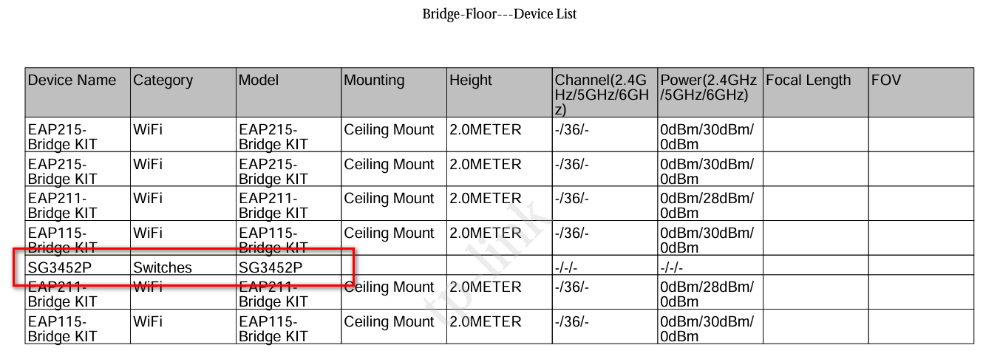 Bridge-Floor---Device List
Device Name Category Model Mounting Height Channel(2.4G Power(2.4GHz Focal Length FOV
Hz/5GHz/6GH /5GHz/6GHz)
z)
EAP215- WiFi EAP215- Ceiling Mount 2.0METER -/36/- 0dBm/30dBm/
Bridge KIT Bridge KIT 0dBm
EAP215- WiFi EAP215- Ceiling Mount 2.0METER -/36/- 0dBm/30dBm/
Bridge KIT Bridge KIT 0dBm
EAP211- WiFi EAP211- Ceiling Mount 2.0METER -/36/- 0dBm/28dBm/
Bridge KIT Bridge KIT 0dBm
EAP115- WiFi EAP115- Ceiling Mount 2.0METER -/36/- 0dBm/30dBm/
Bridge KIT Bridge KIT 0dBm
SG3452P Switches SG3452P -/-/- -/-/-
EAP211- WiFi EAP211- Ceiling Mount 2.0METER -/36/- 0dBm/28dBm/
Bridge KIT Bridge KIT 0dBm
EAP115- WiFi EAP115- Ceiling Mount 2.0METER -/36/- 0dBm/30dBm/
Bridge KIT Bridge KIT 0dBm
tp-link